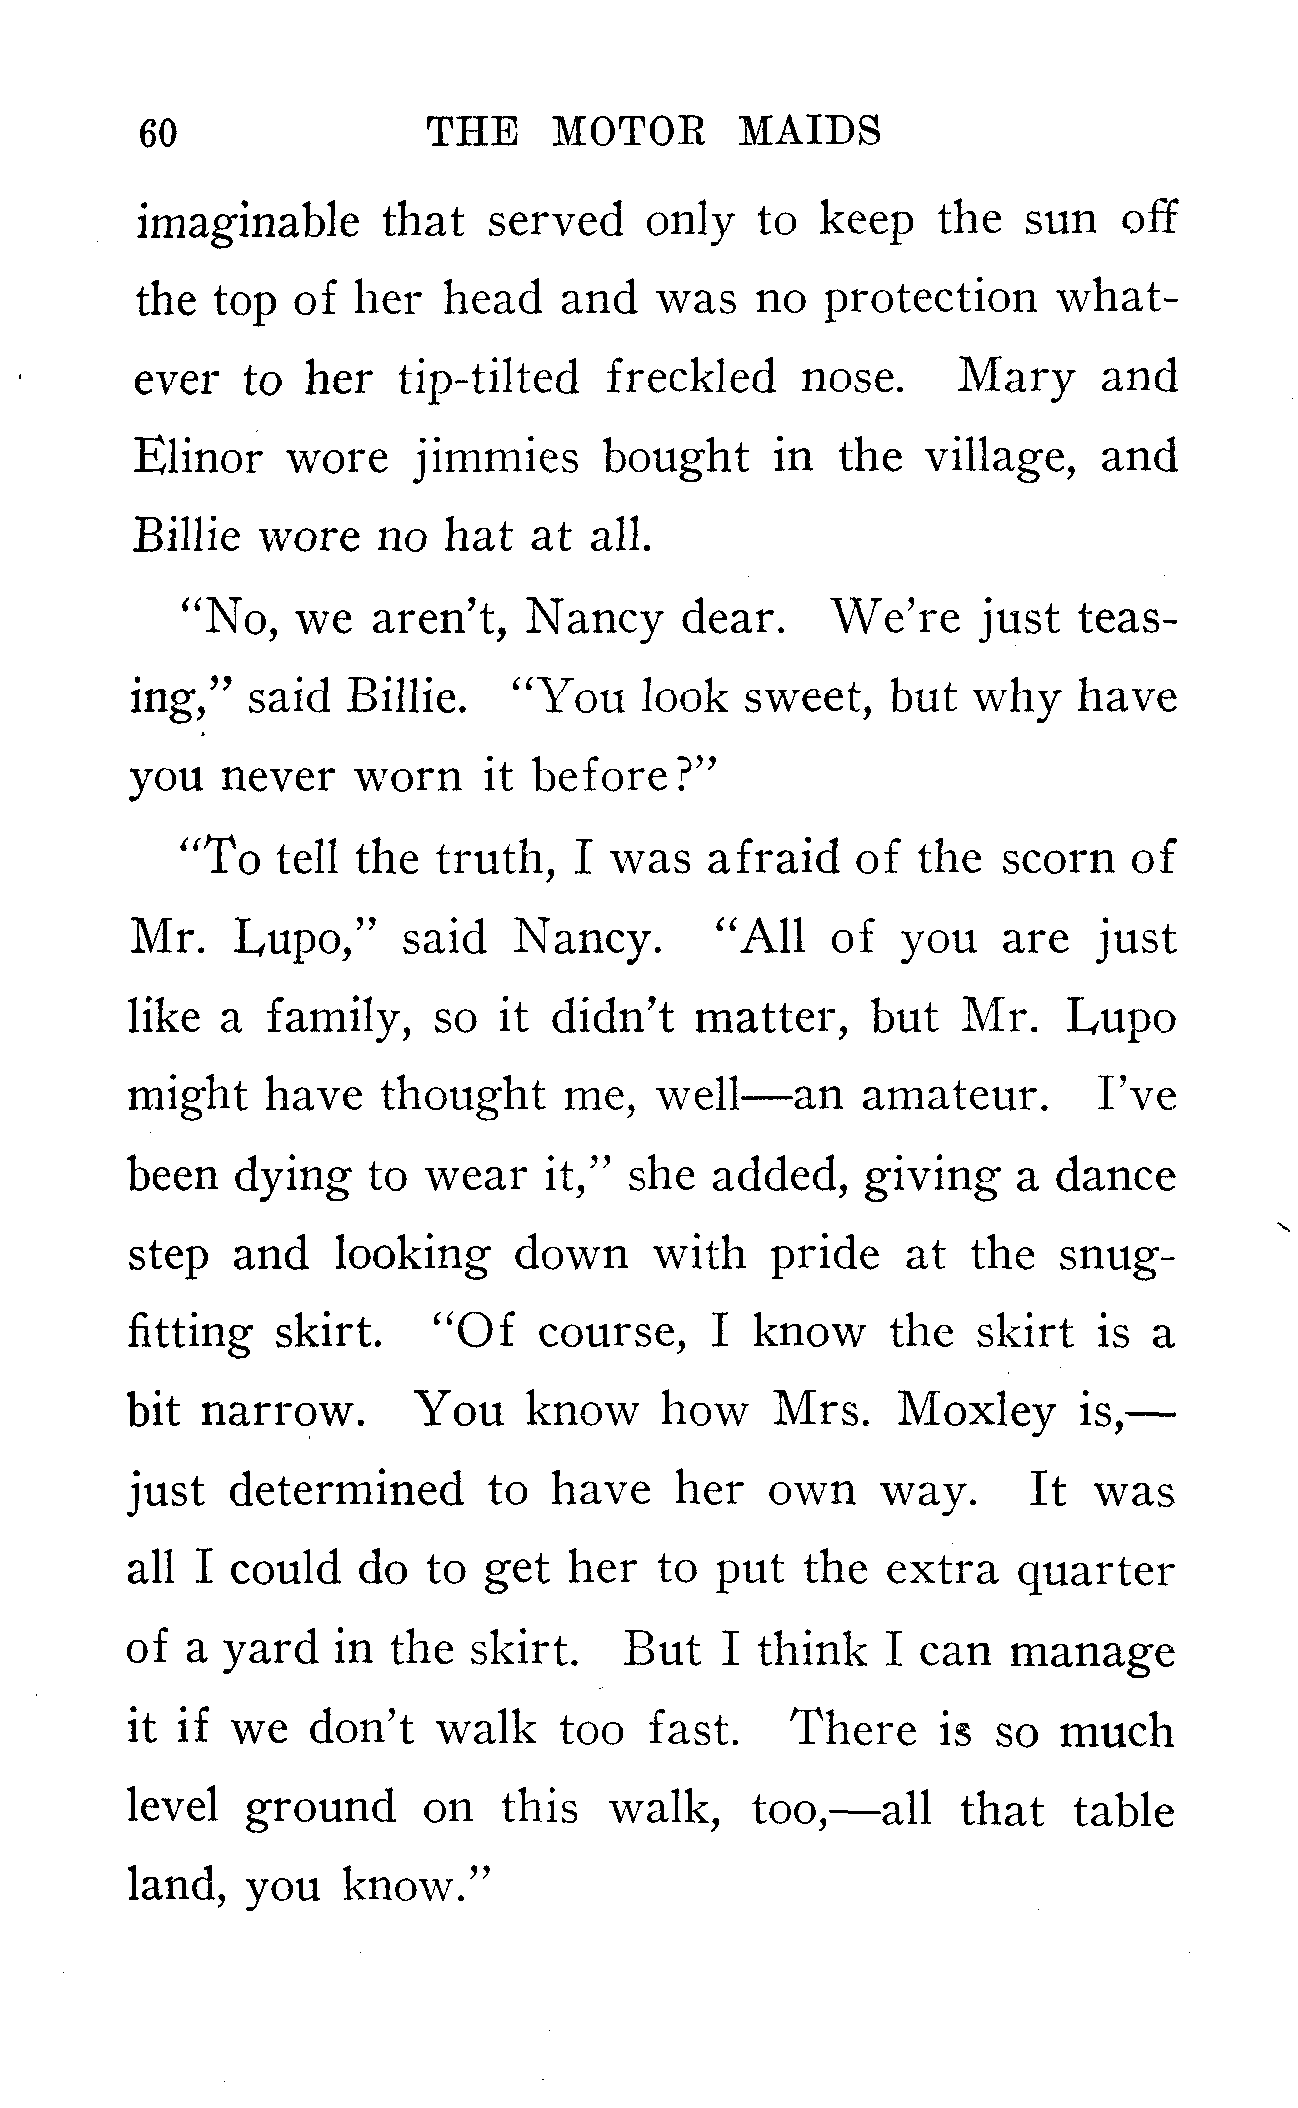 60 THE MOTOR MAIDS
imaginable that served only to keep the sun off
the top of her head and was no protection what-
ever to her tip-tilted freckled nose. Mary and
Elinor wore jimmies bought in the village, and
Billie wore no hat at all.
"No, we aren't, Nancy dear. We're just teas-
ing," said Billie. "You look sweet, but why have
you never worn it before?"
"To tell the truth, I was afraid of the scorn of
Mr. Lupo," said Nancy. "All of you are just
like a family, so it didn't matter, but Mr. Lupo
might have thought me, well—an amateur. I've
been dying to wear it," she added, giving a dance
step and looking down with pride at the snug-
fitting skirt. "Of course, I know the skirt is a
bit narrow. You know how Mrs. Moxley is,—
just determined to have her own way. It was
all I could do to get her to put the extra quarter
of a yard in the skirt. But I think I can manage
it if we don't walk too fast. There is so much
level ground on this walk, too,—all that table
land, you know."